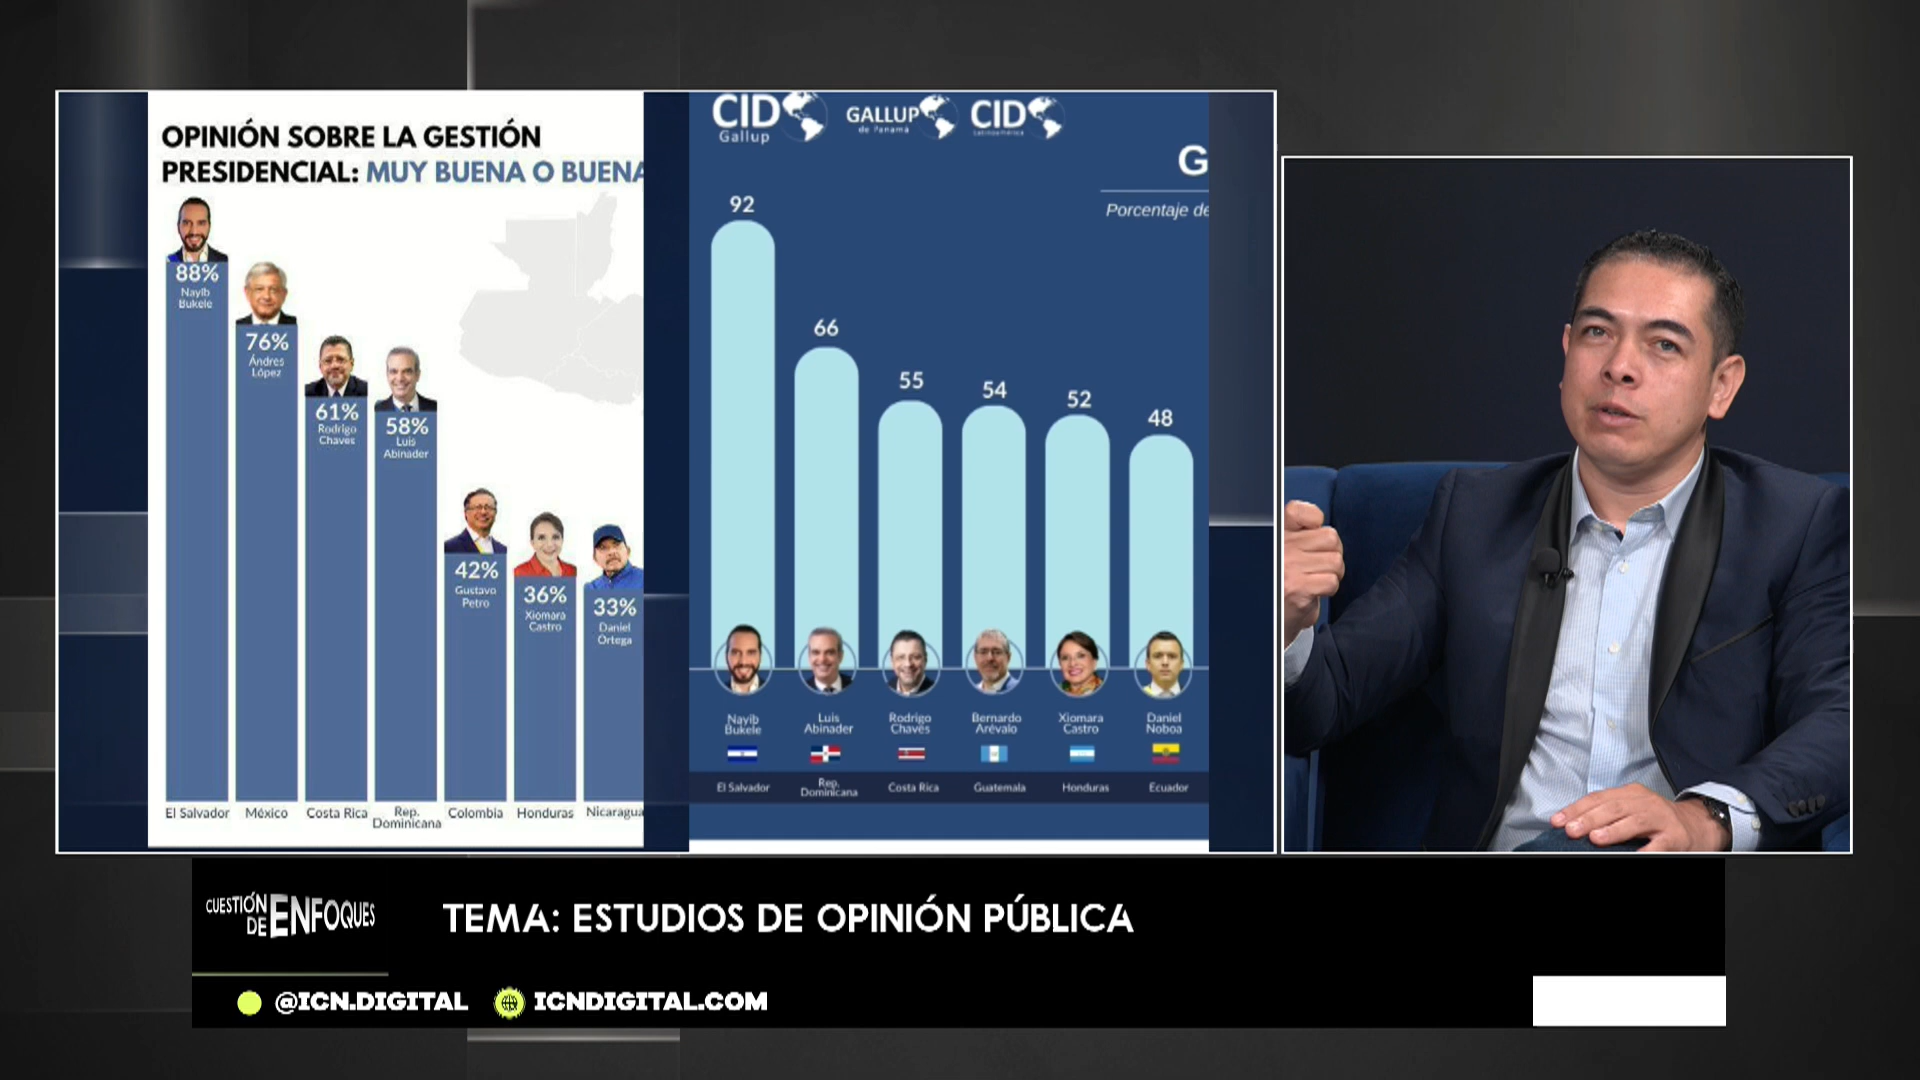 OPINIÓN SOBRE LA GESTIÓN
PRESIDENCIAL: MUY BUENA O BUENA
88%
Nayib
Bukele
76%
Ándres
López
61%
Rodrigo
Chaves
58%
Luis
Abinader
42%
Gustavo
Petro
36%
Xiomara
Castro
33%
Daniel
Ortega
El Salvador
México
Costa Rica
Rep.
Dominicana
Colombia
Honduras
Nicaragua
CID
Gallup
GALLUP
de Panamá
CID
Latinoamérica
G
Porcentaje de
92
66
55
54
52
48
Nayib
Bukele
Luis
Abinader
Rodrigo
Chaves
Bernardo
Arévalo
Xiomara
Castro
Daniel
Noboa
El Salvador
Rep.
Dominicana
Costa Rica
Guatemala
Honduras
Ecuador
CUESTIÓN
DE ENFOQUES
TEMA: ESTUDIOS DE OPINIÓN PÚBLICA
@ICN.DIGITAL
ICNDIGITAL.COM